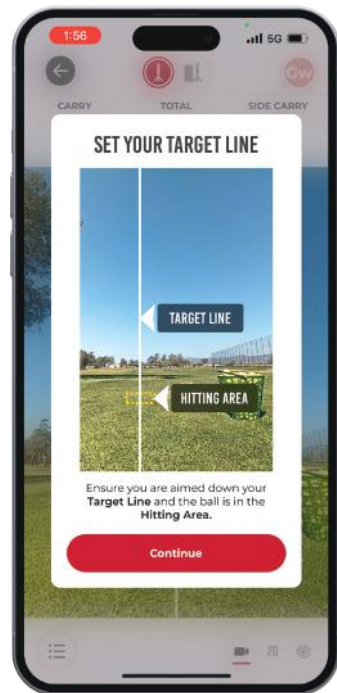 1:56
5G
GW
CARRY TOTAL SIDE CARRY
SET YOUR TARGET LINE
TARGET LINE
HITTING AREA
Ensure you are aimed down your
Target Line and the ball is in the
Hitting Area.
Continue
2D